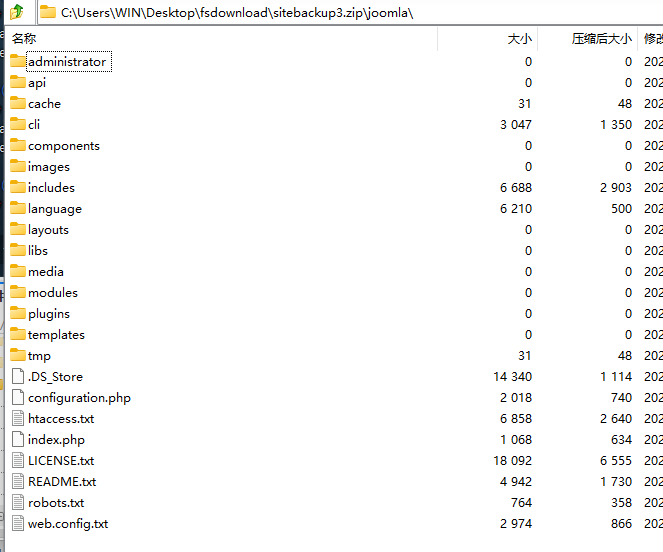 C:\Users\WIN\Desktop\fsdownload\sitebackup3.zip\joomla\
名称 大小 压缩后大小 修改
administrator 0 0 202
api 0 0 202
cache 31 48 202
cli 3 047 1 350 202
components 0 0 202
images 0 0 202
includes 6 688 2 903 202
language 6 210 500 202
layouts 0 0 202
libs 0 0 202
media 0 0 202
modules 0 0 202
plugins 0 0 202
templates 0 0 202
tmp 31 48 202
.DS_Store 14 340 1 114 202
configuration.php 2 018 740 202
htaccess.txt 6 858 2 640 202
index.php 1 068 634 202
LICENSE.txt 18 092 6 555 202
README.txt 4 942 1 730 202
robots.txt 764 358 202
web.config.txt 2 974 866 202